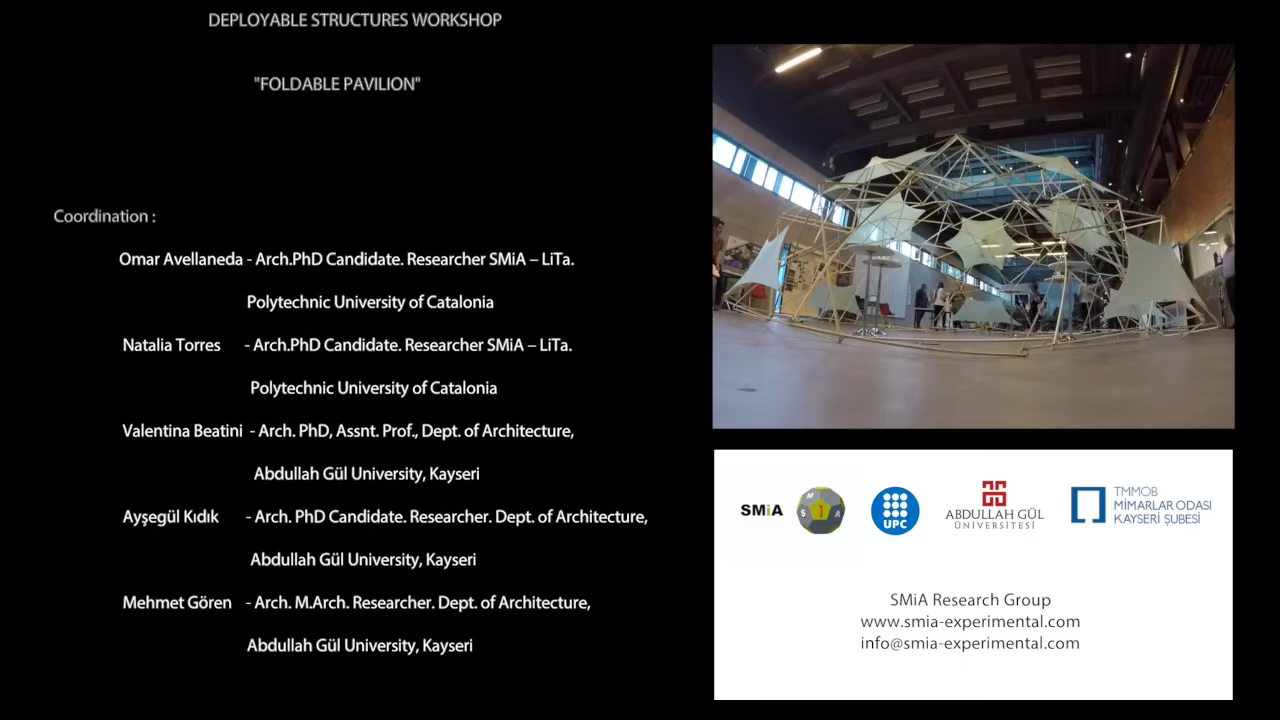 DEPLOYABLE STRUCTURES WORKSHOP
"FOLDABLE PAVILION"
Coordination :
Omar Avellaneda - Arch.PhD Candidate. Researcher SMiA – LiTa.
Polytechnic University of Catalonia
Natalia Torres - Arch.PhD Candidate. Researcher SMiA – LiTa.
Polytechnic University of Catalonia
Valentina Beatini - Arch. PhD, Assnt. Prof., Dept. of Architecture,
Abdullah Gül University, Kayseri
Ayşegül Kıdık - Arch. PhD Candidate. Researcher. Dept. of Architecture,
Abdullah Gül University, Kayseri
Mehmet Gören - Arch. M.Arch. Researcher. Dept. of Architecture,
Abdullah Gül University, Kayseri
SMiA
S M A
UPC
ABDULLAH GÜL
ÜNİVERSİTESİ
TMMOB
MİMARLAR ODASI
KAYSERİ ŞUBESİ
SMiA Research Group
www.smia-experimental.com
info@smia-experimental.com